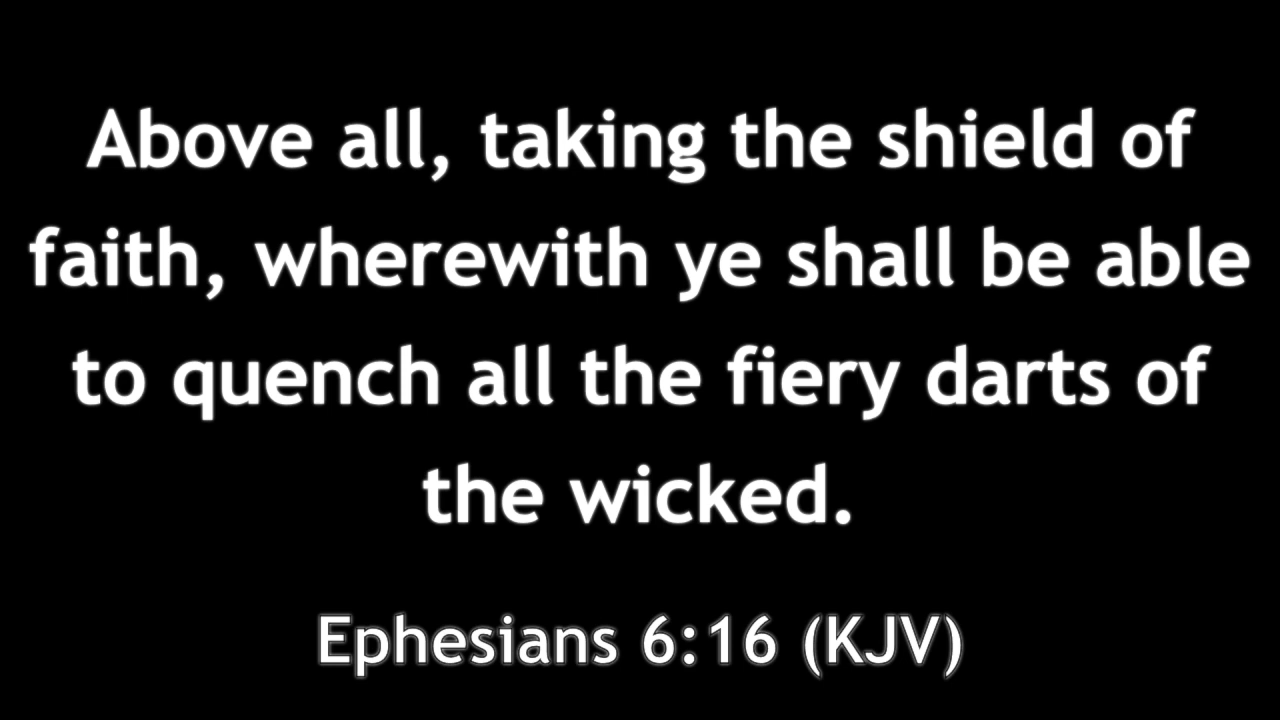 Above all, taking the shield of
faith, wherewith ye shall be able
to quench all the fiery darts of
the wicked.
Ephesians 6:16 (KJV)